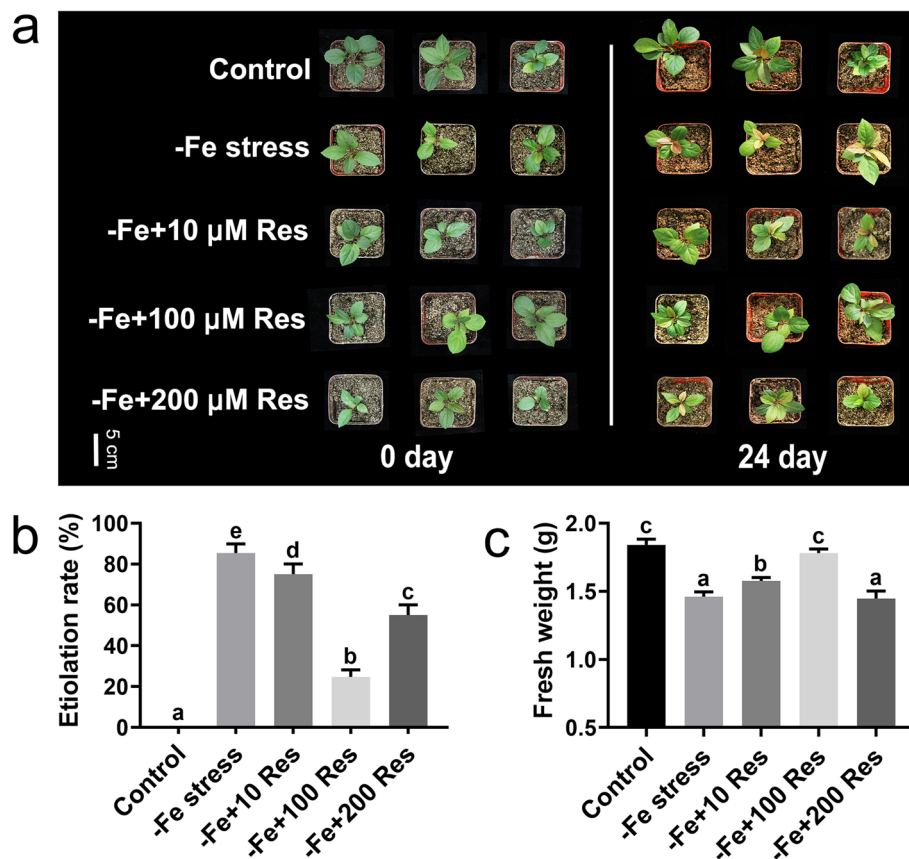 a
Control
-Fe stress
-Fe+10 μM Res
-Fe+100 μM Res
-Fe+200 μM Res
5 cm
0 day
24 day
b
Etiolation rate (%)
100
80
60
40
20
0
a
e
d
b
c
Control
-Fe stress
-Fe+10 Res
-Fe+100 Res
-Fe+200 Res
c
Fresh weight (g)
2.0
1.5
1.0
0.5
c
a
b
c
a
Control
-Fe stress
-Fe+10 Res
-Fe+100 Res
-Fe+200 Res